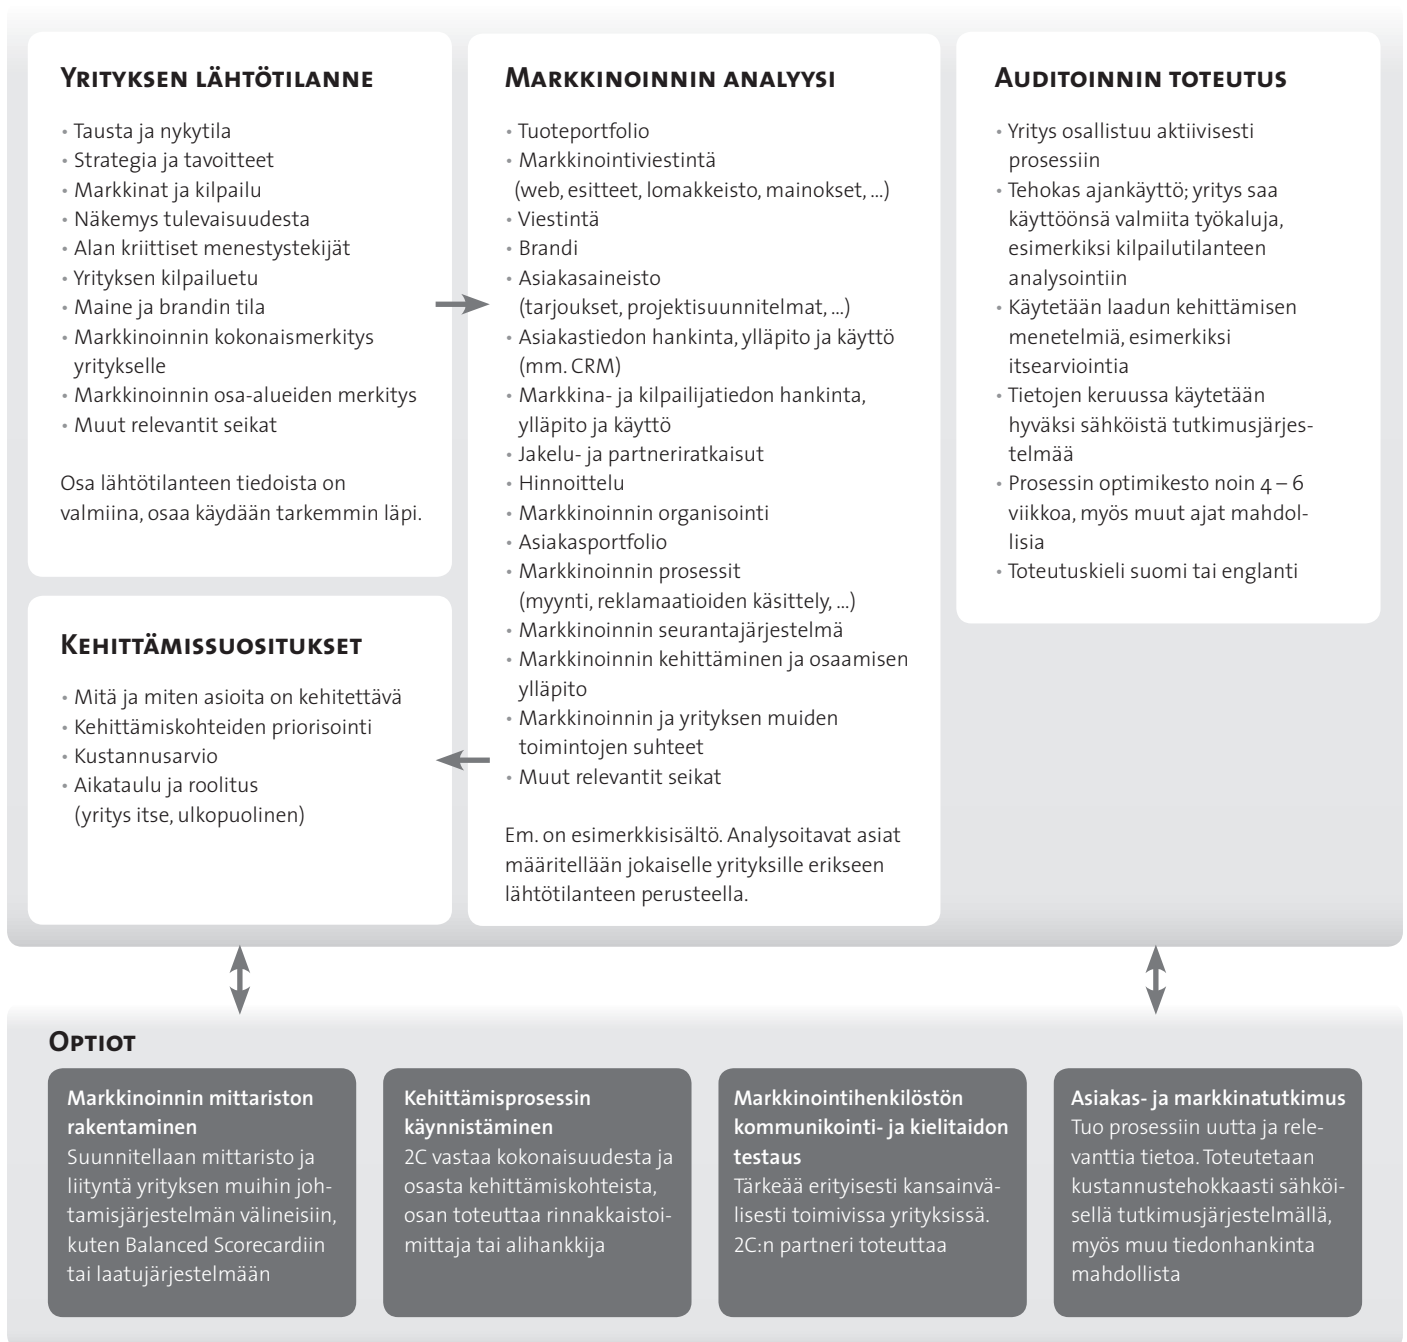 Yrityksen lähtötilanne
• Tausta ja nykytila
• Strategia ja tavoitteet
• Markkinat ja kilpailu
• Näkemys tulevaisuudesta
• Alan kriittiset menestystekijät
• Yrityksen kilpailuetu
• Maine ja brandin tila
• Markkinoinnin kokonaismerkitys
yritykselle
• Markkinoinnin osa-alueiden merkitys
• Muut relevantit seikat
Osa lähtötilanteen tiedoista on
valmiina, osaa käydään tarkemmin läpi.
Kehittämissuositukset
• Mitä ja miten asioita on kehitettävä
• Kehittämiskohteiden priorisointi
• Kustannusarvio
• Aikataulu ja roolitus
(yritys itse, ulkopuolinen)
Markkinoinnin analyysi
• Tuoteportfolio
• Markkinointiviestintä
(web, esitteet, lomakkeisto, mainokset, ...)
• Viestintä
• Brandi
• Asiakasaineisto
(tarjoukset, projektisuunnitelmat, ...)
• Asiakastiedon hankinta, ylläpito ja käyttö
(mm. CRM)
• Markkina- ja kilpailijatiedon hankinta,
ylläpito ja käyttö
• Jakelu- ja partneriratkaisut
• Hinnoittelu
• Markkinoinnin organisointi
• Asiakasportfolio
• Markkinoinnin prosessit
(myynti, reklamaatioiden käsittely, ...)
• Markkinoinnin seurantajärjestelmä
• Markkinoinnin kehittäminen ja osaamisen
ylläpito
• Markkinoinnin ja yrityksen muiden
toimintojen suhteet
• Muut relevantit seikat
Em. on esimerkkisisältö. Analysoitavat asiat
määritellään jokaiselle yrityksille erikseen
lähtötilanteen perusteella.
Auditoinnin toteutus
• Yritys osallistuu aktiivisesti
prosessiin
• Tehokas ajankäyttö; yritys saa
käyttöönsä valmiita työkaluja,
esimerkiksi kilpailutilanteen
analysointiin
• Käytetään laadun kehittämisen
menetelmiä, esimerkiksi
itsearviointia
• Tietojen keruussa käytetään
hyväksi sähköistä tutkimusjärjes-
telmää
• Prosessin optimikesto noin 4 – 6
viikkoa, myös muut ajat mahdol-
lisia
• Toteutuskieli suomi tai englanti
Optiot
Markkinoinnin mittariston
rakentaminen
Suunnitellaan mittaristo ja
liityntä yrityksen muihin joh-
tamisjärjestelmän välineisiin,
kuten Balanced Scorecardiin
tai laatujärjestelmään
Kehittämisprosessin
käynnistäminen
2C vastaa kokonaisuudesta ja
osasta kehittämiskohteista,
osan toteuttaa rinnakkaistoi-
mittaja tai alihankkija
Markkinointihenkilöstön
kommunikointi- ja kielitaidon
testaus
Tärkeää erityisesti kansainvä-
lisesti toimivissa yrityksissä.
2C:n partneri toteuttaa
Asiakas- ja markkinatutkimus
Tuo prosessiin uutta ja rele-
vanttia tietoa. Toteutetaan
kustannustehokkaasti sähköi-
sellä tutkimusjärjestelmällä,
myös muu tiedonhankinta
mahdollista